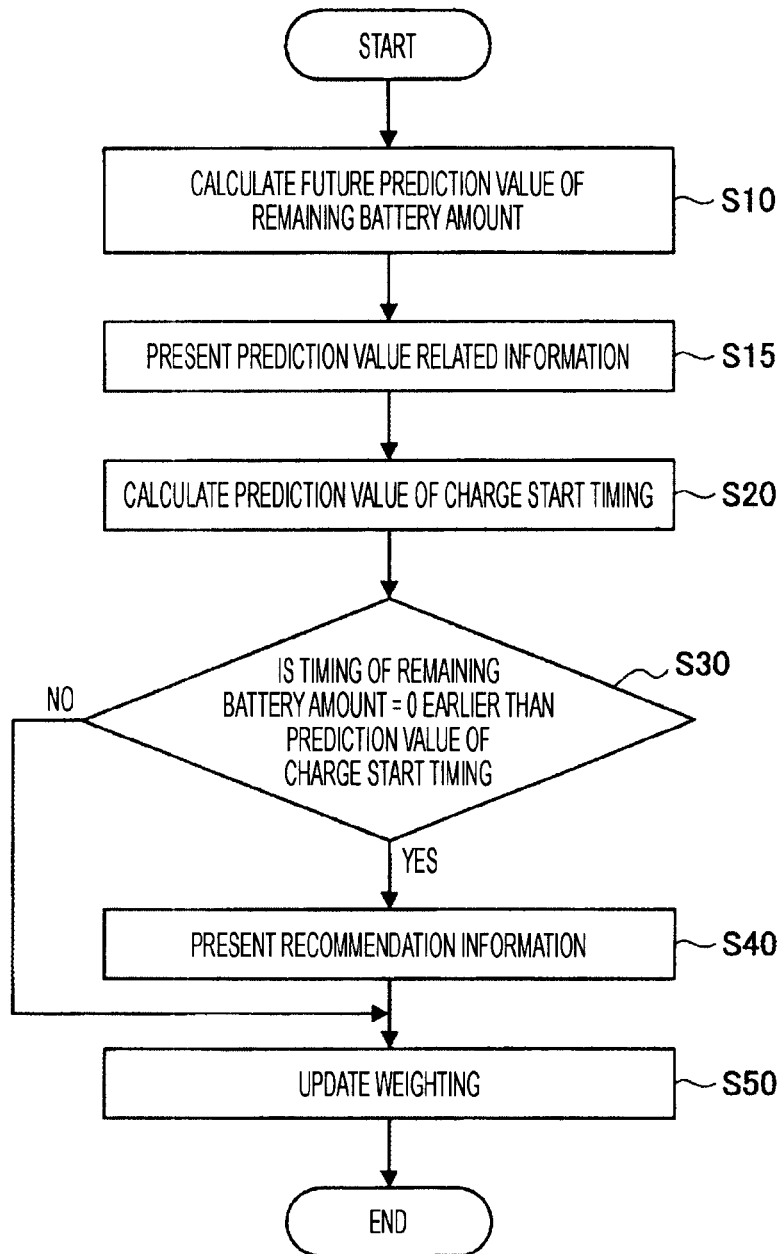 START
CALCULATE FUTURE PREDICTION VALUE OF
REMAINING BATTERY AMOUNT
S10
PRESENT PREDICTION VALUE RELATED INFORMATION
S15
CALCULATE PREDICTION VALUE OF CHARGE START TIMING
S20
IS TIMING OF REMAINING
BATTERY AMOUNT = 0 EARLIER THAN
PREDICTION VALUE OF
CHARGE START TIMING
S30
NO
YES
PRESENT RECOMMENDATION INFORMATION
S40
UPDATE WEIGHTING
S50
END